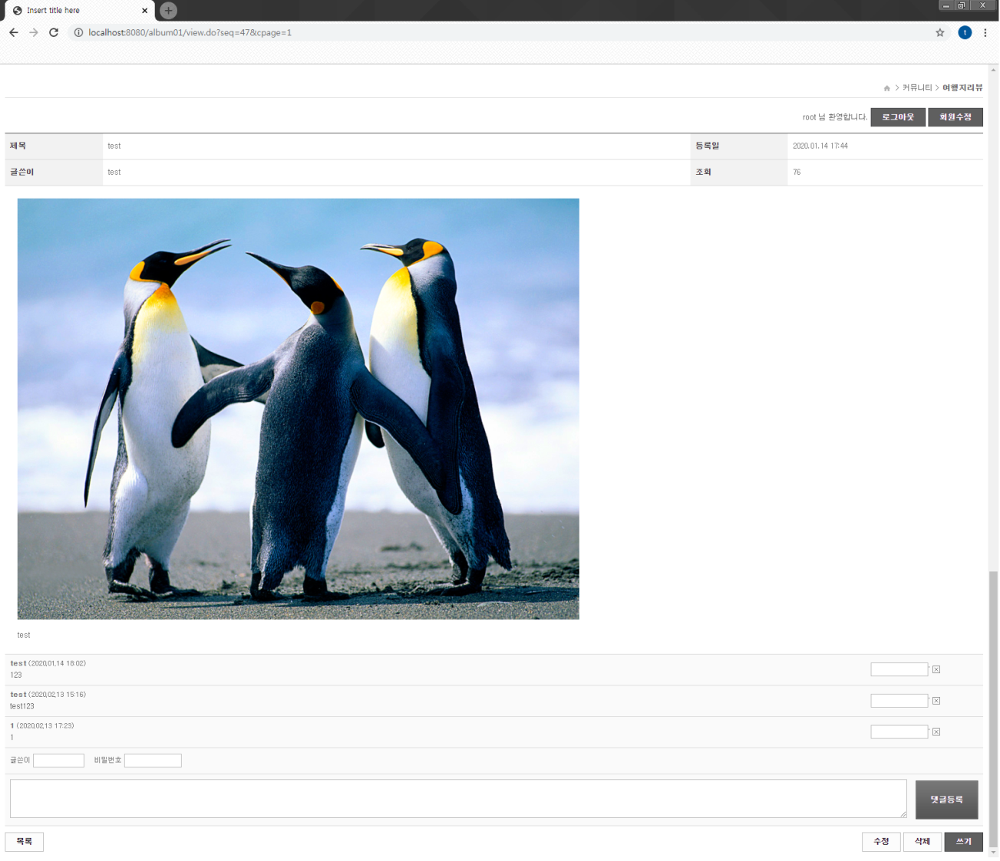 Insert title here
localhost:8080/album01/view.do?seq=47&cpage=1
t
> 커뮤니티 > 여행지리뷰
root 님 환영합니다. 로그아웃 회원수정
제목 test 등록일 2020.01.14 17:44
글쓴이 test 조회 76
test
test (2020.01.14 18:02)
123
test (2020.02.13 15:16)
test123
1 (2020.02.13 17:23)
1
글쓴이 비밀번호
댓글등록
목록 수정 삭제 쓰기